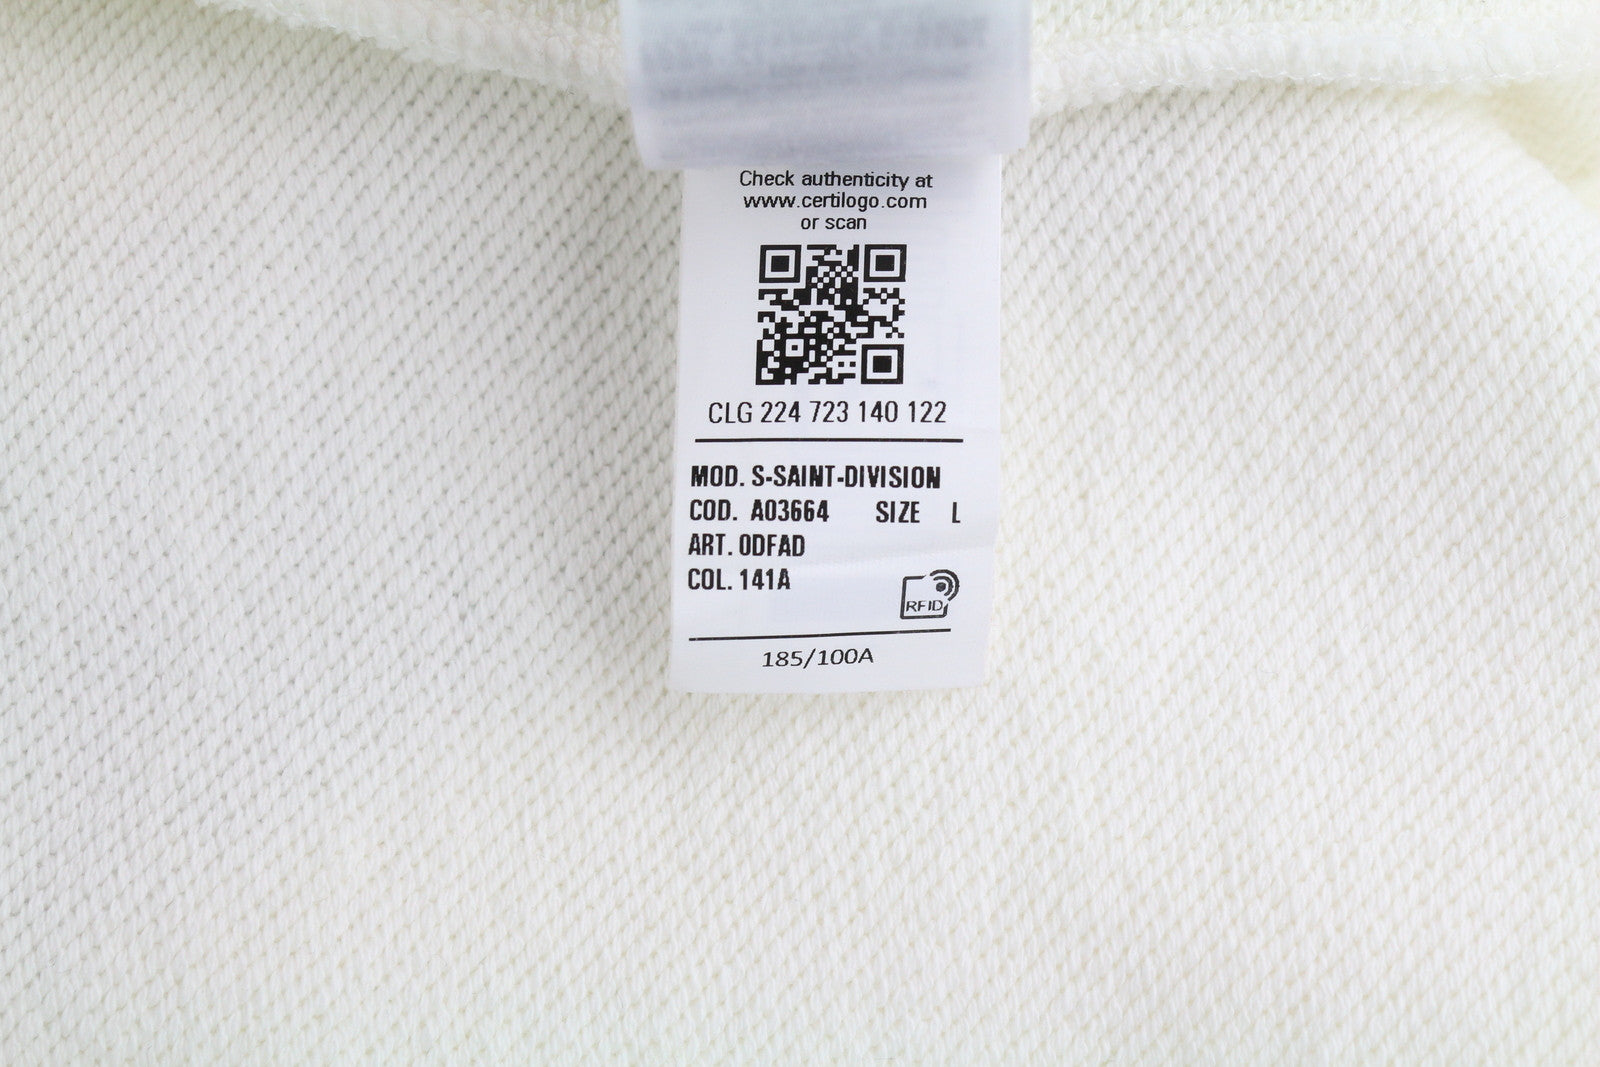 Check authenticity at
www.certilogo.com
or scan
CLG 224 723 140 122
MOD. S-SAINT-DIVISION
COD. A03664 SIZE L
ART. 0DFAD
COL. 141A
RFID
185/100A